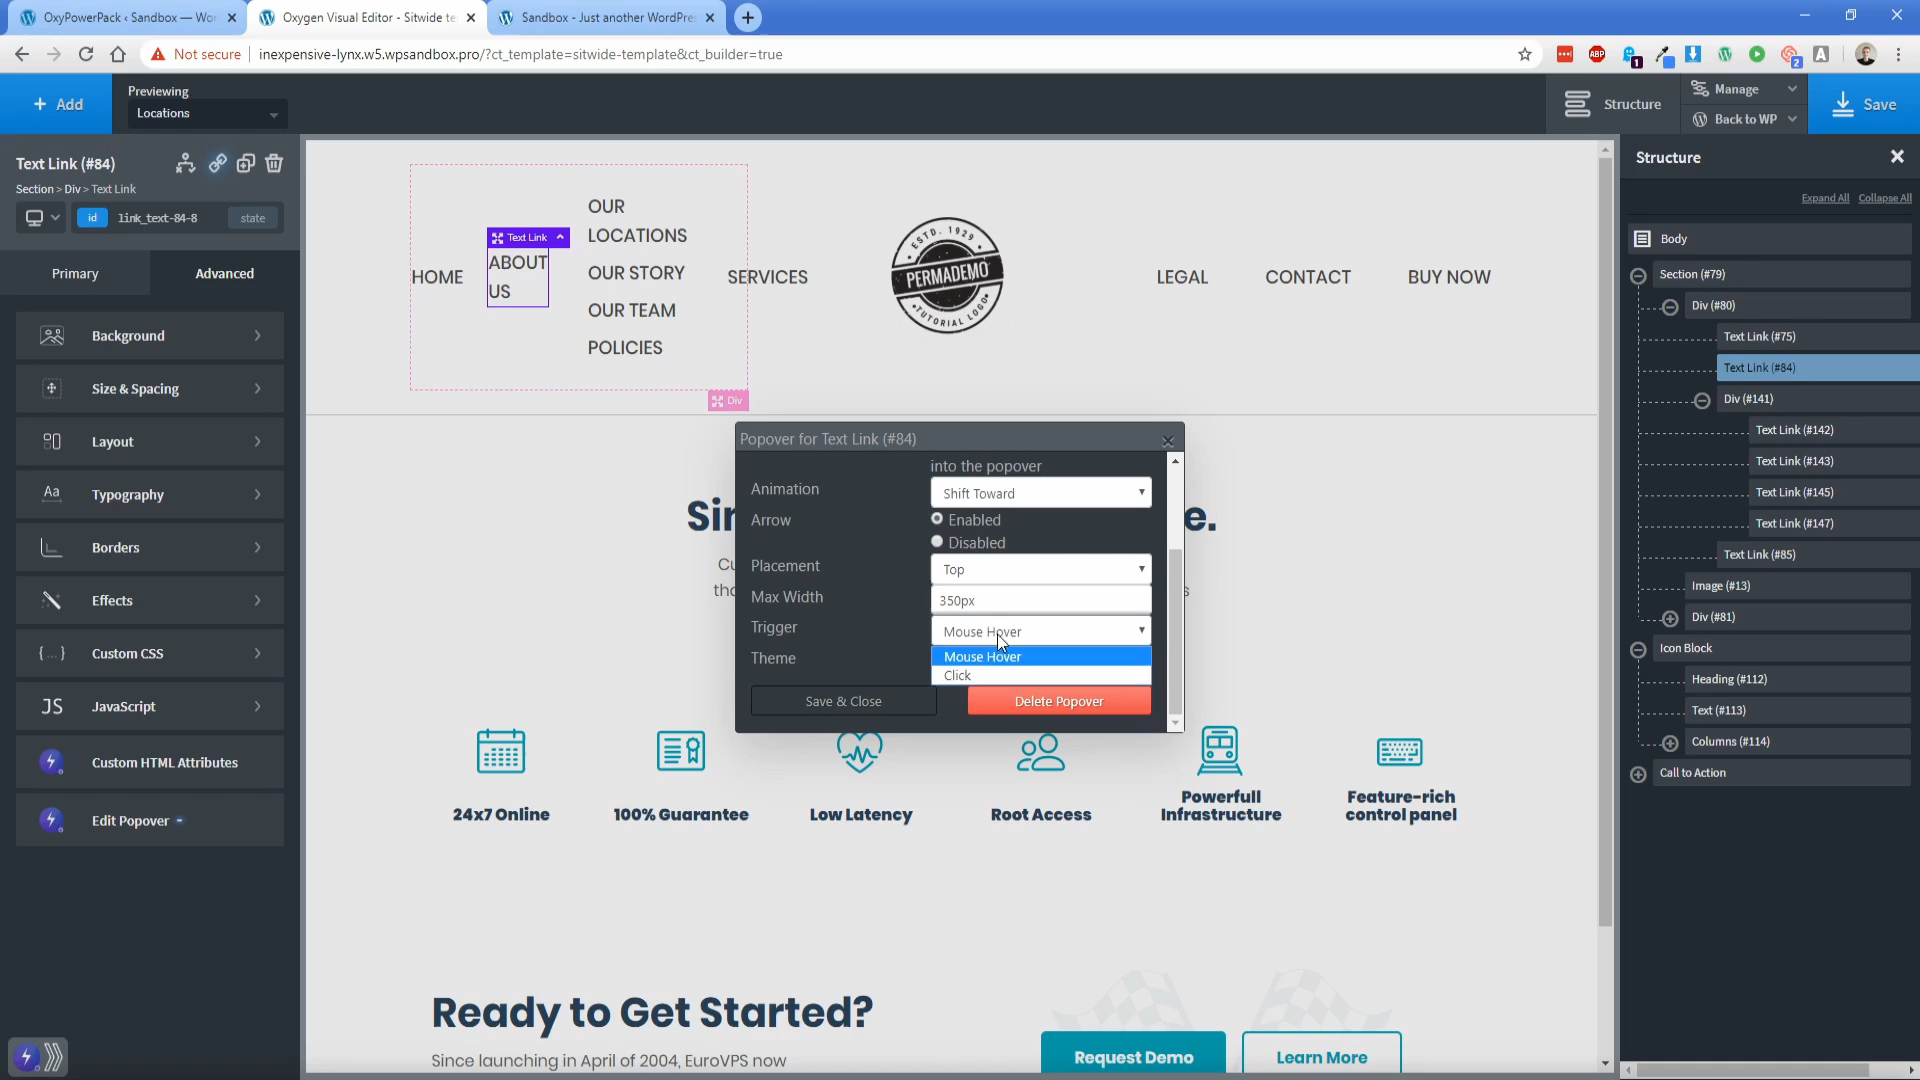 OxyPowerPack ‹ Sandbox — Wor
Oxygen Visual Editor - Sitwide te
Sandbox - Just another WordPre
Not secure
inexpensive-lynx.w5.wpsandbox.pro/?ct_template=sitwide-template&ct_builder=true
ABP
1
2
A
+ Add
Previewing
Locations
Structure
Manage
Back to WP
Save
Text Link (#84)
Section > Div > Text Link
id
link_text-84-8
state
Primary
Advanced
Background
Size & Spacing
Layout
Aa
Typography
Borders
Effects
{...}
Custom CSS
JS
JavaScript
Custom HTML Attributes
Edit Popover -
HOME
Text Link
ABOUT
US
OUR
LOCATIONS
OUR STORY
OUR TEAM
POLICIES
Div
SERVICES
ESTD. 1929
PERMADEMO
TUTORIAL LOGO
LEGAL
CONTACT
BUY NOW
e.
Popover for Text Link (#84)
into the popover
Animation
Shift Toward
Arrow
Enabled
Disabled
Placement
Top
Max Width
350px
Trigger
Mouse Hover
Mouse Hover
Click
Theme
Save & Close
Delete Popover
24x7 Online
100% Guarantee
Low Latency
Root Access
Powerfull
Infrastructure
Feature-rich
control panel
Ready to Get Started?
Since launching in April of 2004, EuroVPS now
Request Demo
Learn More
Structure
Expand All
Collapse All
Body
Section (#79)
Div (#80)
Text Link (#75)
Text Link (#84)
Div (#141)
Text Link (#142)
Text Link (#143)
Text Link (#145)
Text Link (#147)
Text Link (#85)
Image (#13)
Div (#81)
Icon Block
Heading (#112)
Text (#113)
Columns (#114)
Call to Action